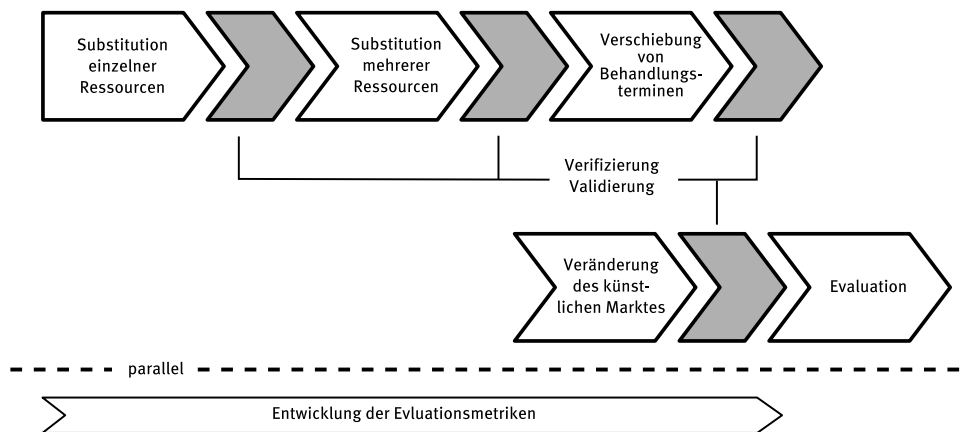 Substitution
einzelner
Ressourcen
Substitution
mehrerer
Ressourcen
Verschiebung
von
Behandlungs-
terminen
Verifizierung
Validierung
Veränderung
des künst-
lichen Marktes
Evaluation
parallel
Entwicklung der Evluationsmetriken